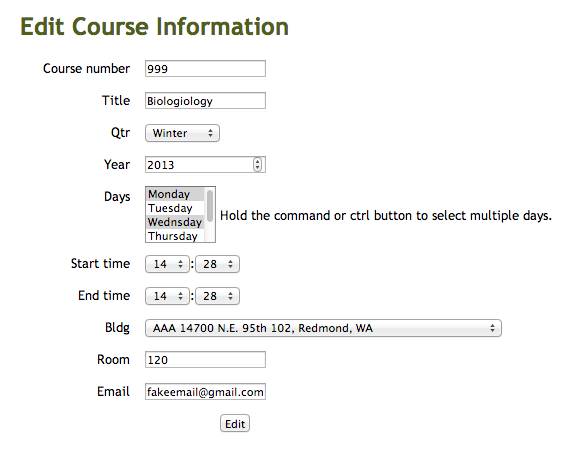 Edit Course Information
Course number 999
Title Biologiology
Qtr Winter
Year 2013
Days Monday
Tuesday
Wednsday
Thursday
Hold the command or ctrl button to select multiple days.
Start time 14 : 28
End time 14 : 28
Bldg AAA 14700 N.E. 95th 102, Redmond, WA
Room 120
Email fakeemail@gmail.com
Edit